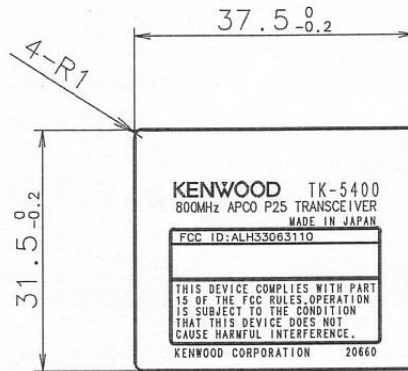 37.5 0 -0.2
4-R1
31.5 0 -0.2
KENWOOD TK-5400
800MHz APCO P25 TRANSCEIVER
MADE IN JAPAN
FCC ID:ALH33063110
THIS DEVICE COMPLIES WITH PART
15 OF THE FCC RULES.OPERATION
IS SUBJECT TO THE CONDITION
THAT THIS DEVICE DOES NOT
CAUSE HARMFUL INTERFERENCE.
KENWOOD CORPORATION 20660